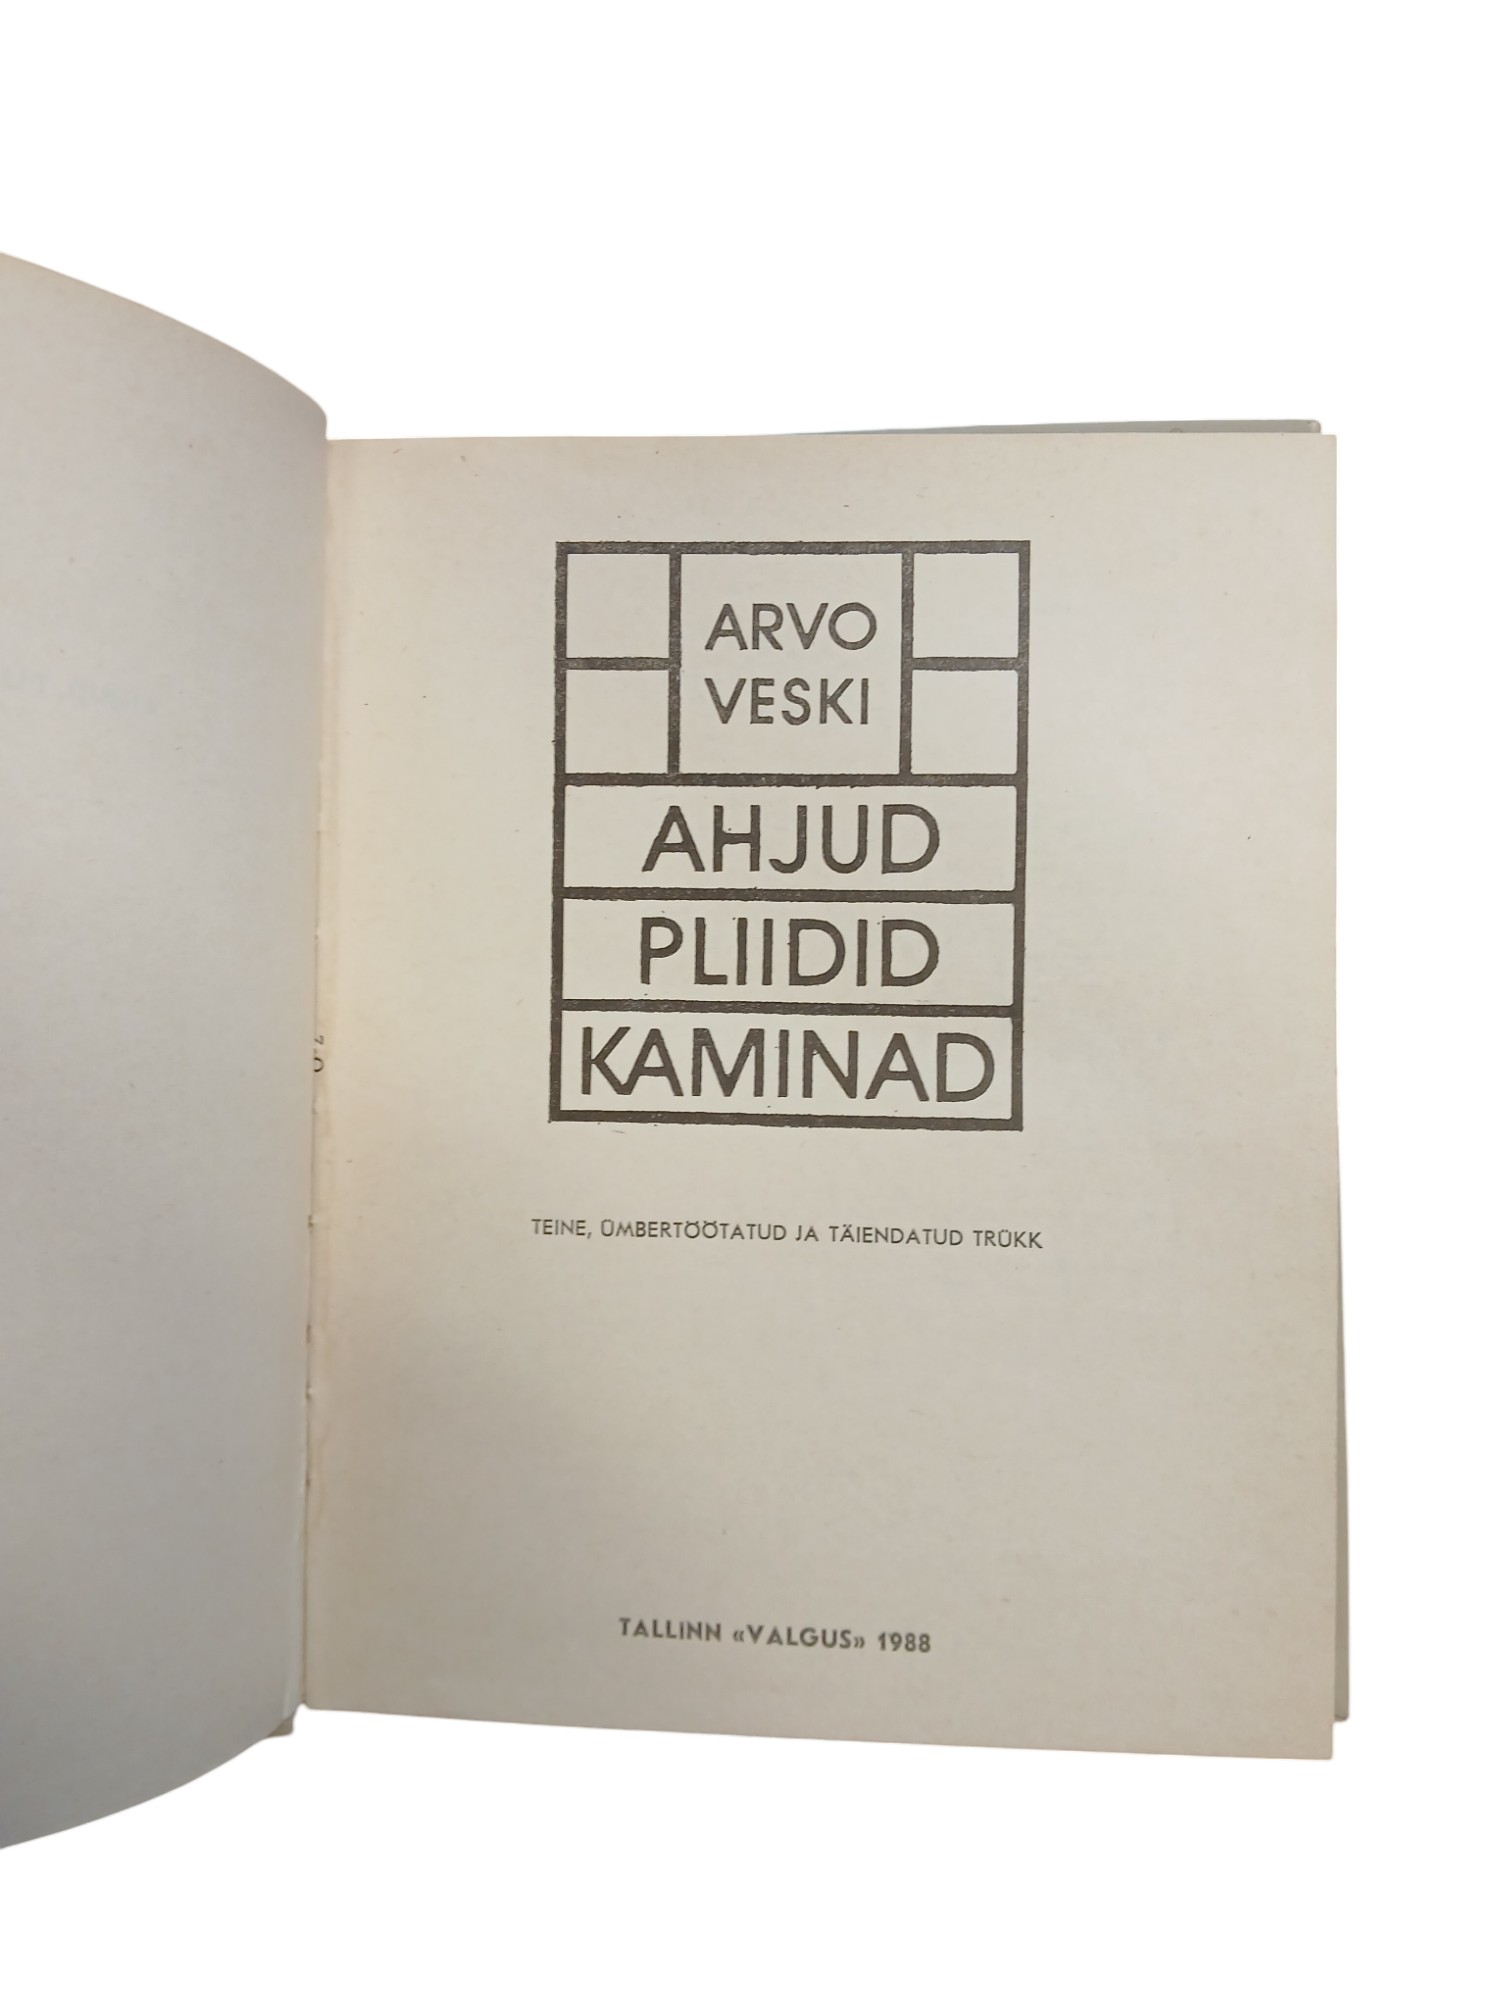 ARVO
VESKI
AHJUD
PLIIDID
KAMINAD
TEINE, ÜMBERTÖÖTATUD JA TÄIENDATUD TRÜKK
TALLINN «VALGUS» 1988